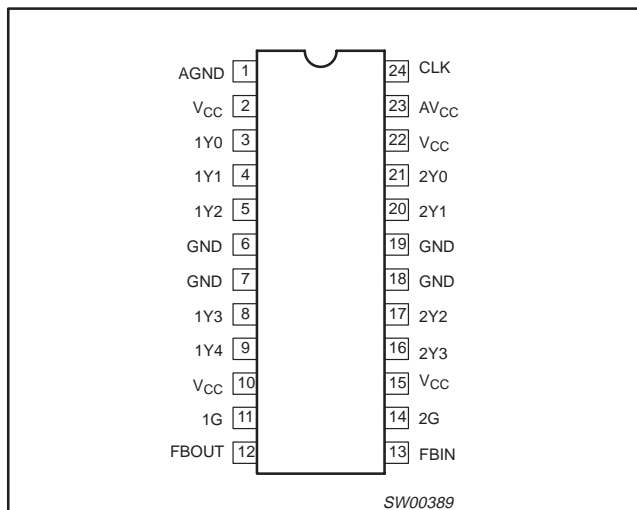 AGND 1 24 CLK
VCC 2 23 AVCC
1Y0 3 22 VCC
1Y1 4 21 2Y0
1Y2 5 20 2Y1
GND 6 19 GND
GND 7 18 GND
1Y3 8 17 2Y2
1Y4 9 16 2Y3
VCC 10 15 VCC
1G 11 14 2G
FBOUT 12 13 FBIN
SW00389